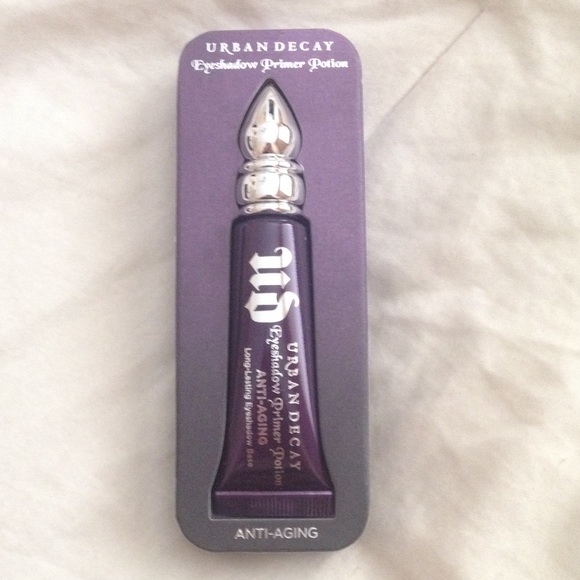 URBAN DECAY
Eyeshadow Primer Potion
UD
URBAN DECAY
Eyeshadow Primer Potion
ANTI-AGING
Long-Lasting Eyeshadow Base
ANTI-AGING